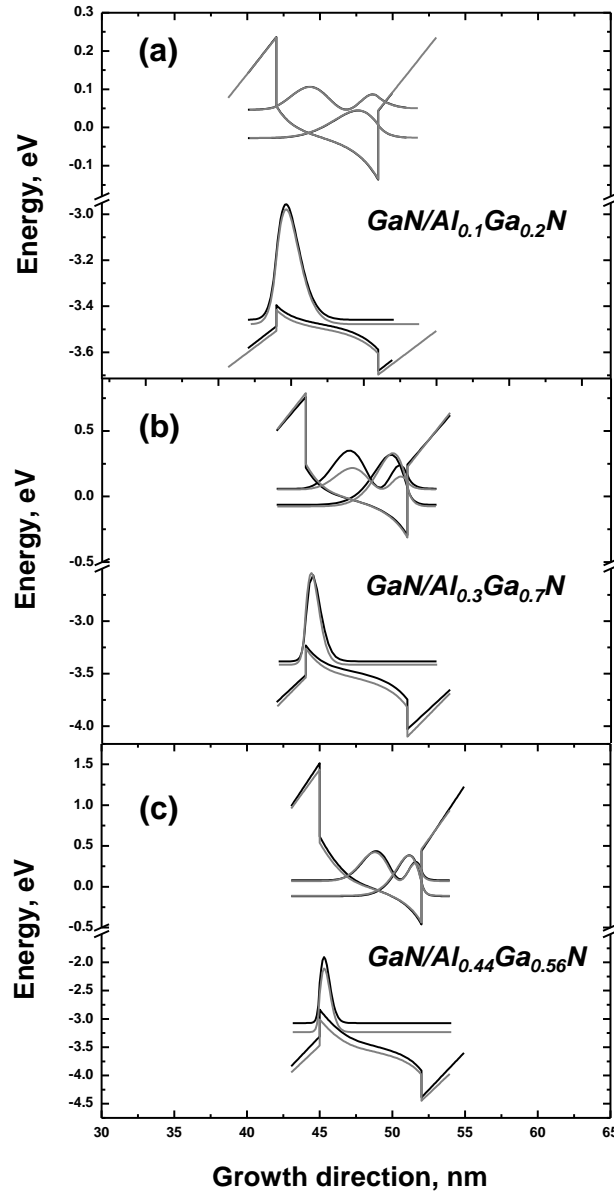 0.3
(a)
0.2
0.1
0.0
-0.1
Energy, eV
-3.0
GaN/Al0.1Ga0.2N
-3.4
-3.6
(b)
0.5
0.0
0.5
Energy, eV
GaN/Al0.3Ga0.7N
-3.0
-3.5
-4.0
1.5
(c)
1.0
0.5
0.0
0.5
Energy, eV
GaN/Al0.44Ga0.56N
-2.0
-2.5
-3.0
-3.5
-4.0
-4.5
30 35 40 45 50 55 60 65
Growth direction, nm